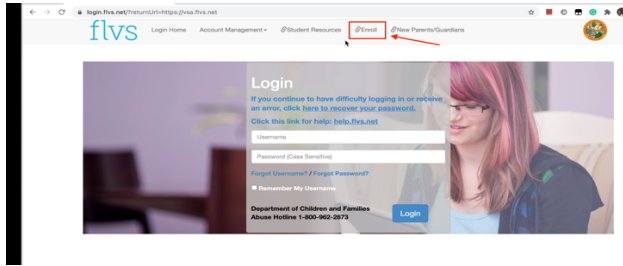 login.flvs.net/?returnUrl=https://vsa.flvs.net
flvs Login Home Account Management Student Resources Enroll New Parents/Guardians
Login
If you continue to have difficulty logging in or receive
an error, click here to recover your password.
Click this link for help: help.flvs.net
Username
Password (Case Sensitive)
Forgot Username? / Forgot Password?
Remember My Username
Department of Children and Families
Abuse Hotline 1-800-962-2873
Login